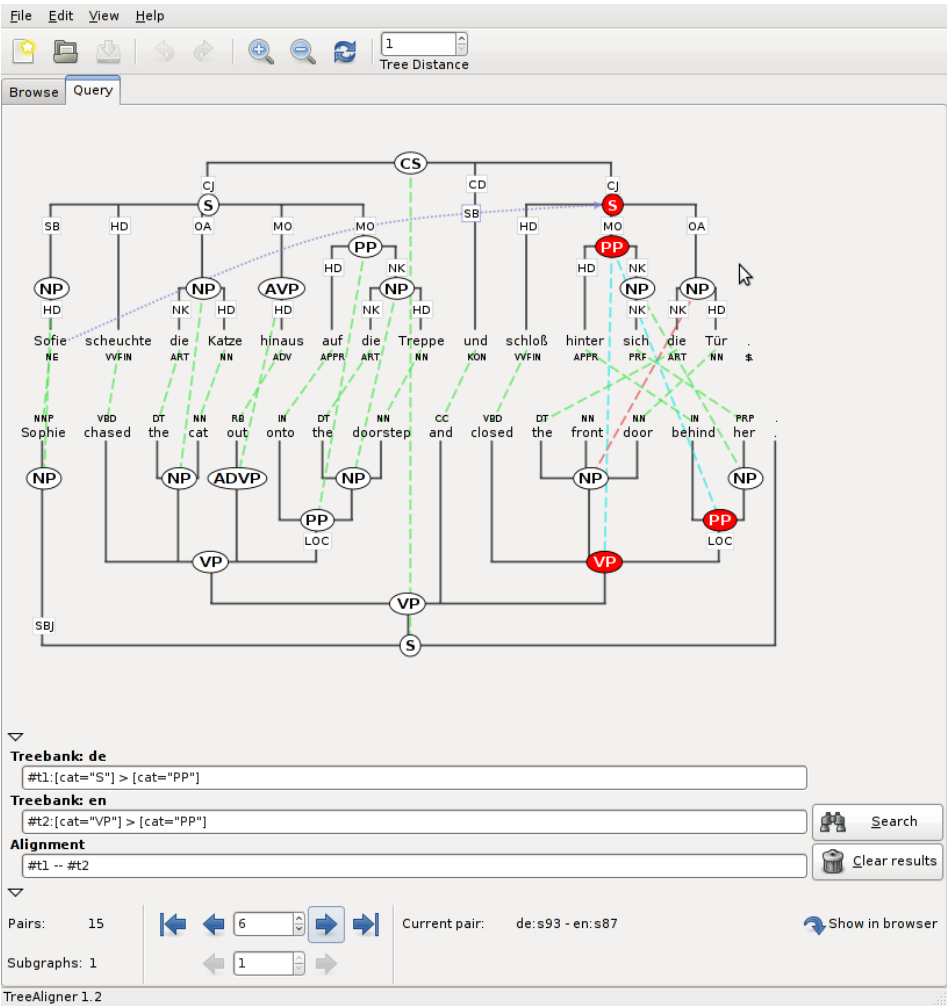 File Edit View Help
1
Tree Distance
Browse Query
CS
CJ CD CJ
S SB S
SB HD OA MO MO HD MO OA
PP PP
HD NK HD NK
NP NP AVP NP NP NP
HD NK HD HD NK HD NK NK HD
Sofie scheuchte die Katze hinaus auf die Treppe und schloß hinter sich die Tür .
NE VVFIN ART NN ADV APPR ART NN KON VVFIN APPR PRF ART NN $.
NNP VBD DT NN RB IN DT NN CC VBD DT NN NN IN PRP .
Sophie chased the cat out onto the doorstep and closed the front door behind her .
NP NP ADVP NP NP NP
PP PP
LOC LOC
VP VP
VP
SBJ
S
Treebank: de
#t1:[cat="S"] > [cat="PP"]
Treebank: en
#t2:[cat="VP"] > [cat="PP"]
Search
Alignment
#t1 -- #t2
Clear results
Pairs: 15 6 Current pair: de:s93 - en:s87 Show in browser
Subgraphs: 1 1
TreeAligner 1.2